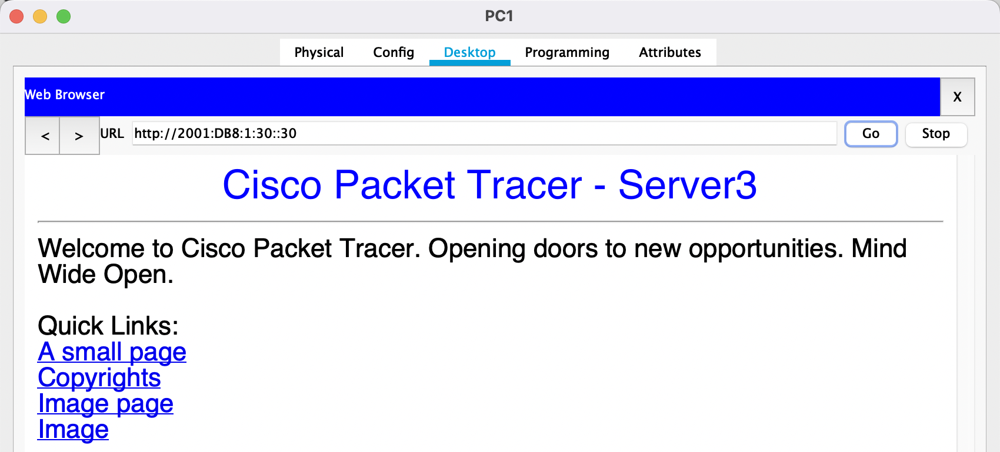 PC1
Physical Config Desktop Programming Attributes
Web Browser
X
< > URL http://2001:DB8:1:30::30 Go Stop
Cisco Packet Tracer - Server3
Welcome to Cisco Packet Tracer. Opening doors to new opportunities. Mind
Wide Open.
Quick Links:
A small page
Copyrights
Image page
Image